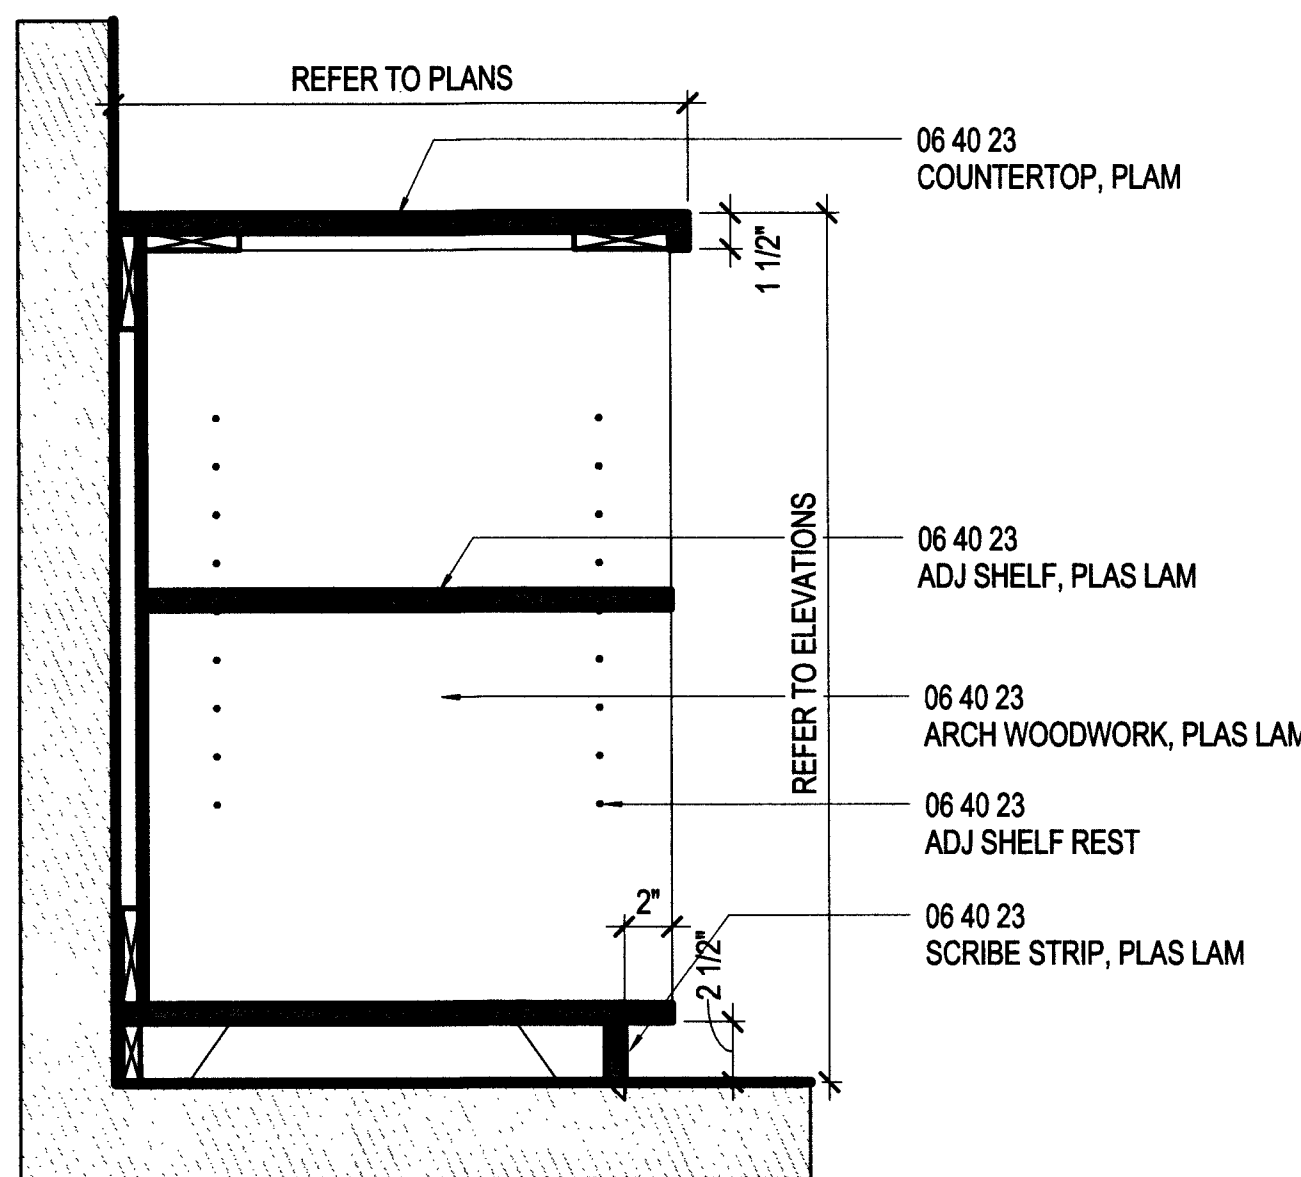 REFER TO PLANS
06 40 23
COUNTERTOP, PLAM
1 1/2"
REFER TO ELEVATIONS
06 40 23
ADJ SHELF, PLAS LAM
06 40 23
ARCH WOODWORK, PLAS LAM
06 40 23
ADJ SHELF REST
2"
2 1/2"
06 40 23
SCRIBE STRIP, PLAS LAM